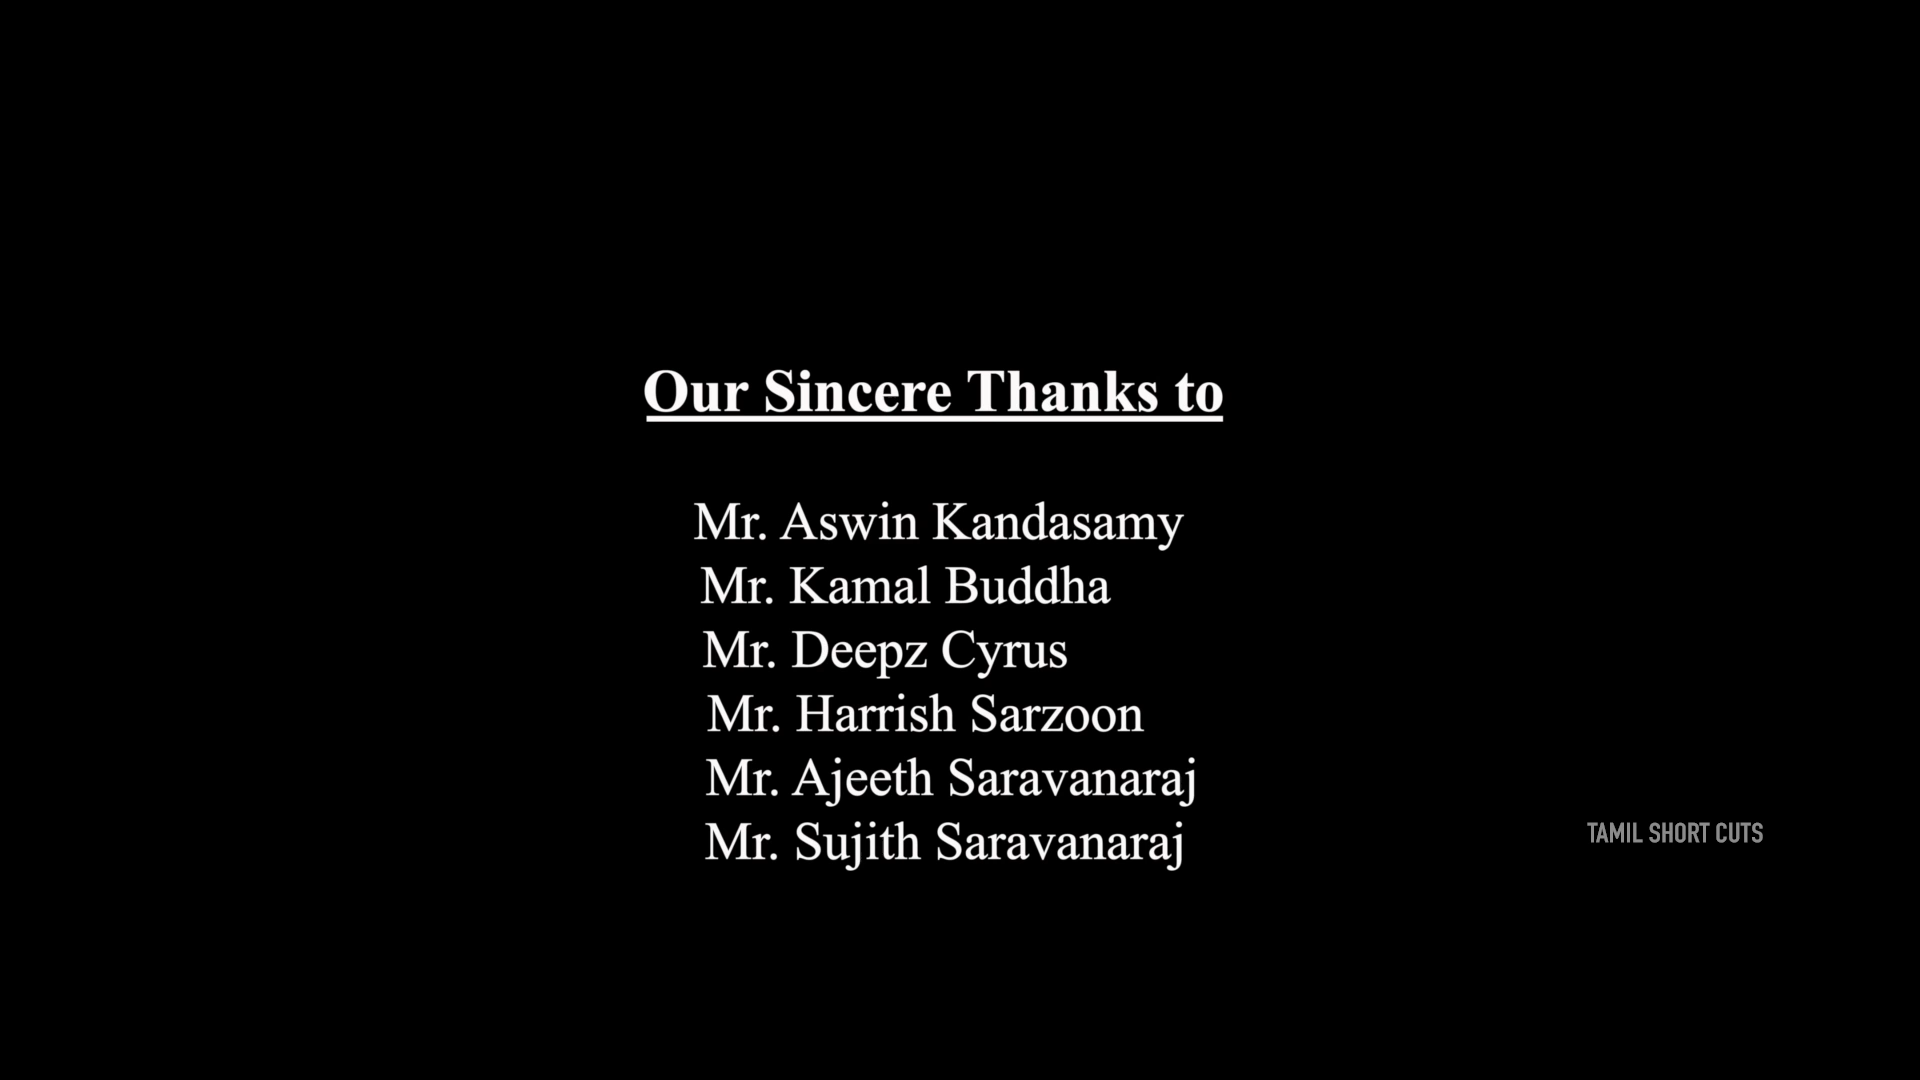 Our Sincere Thanks to
Mr. Aswin Kandasamy
Mr. Kamal Buddha
Mr. Deepz Cyrus
Mr. Harrish Sarzoon
Mr. Ajeeth Saravanaraj
Mr. Sujith Saravanaraj
TAMIL SHORT CUTS